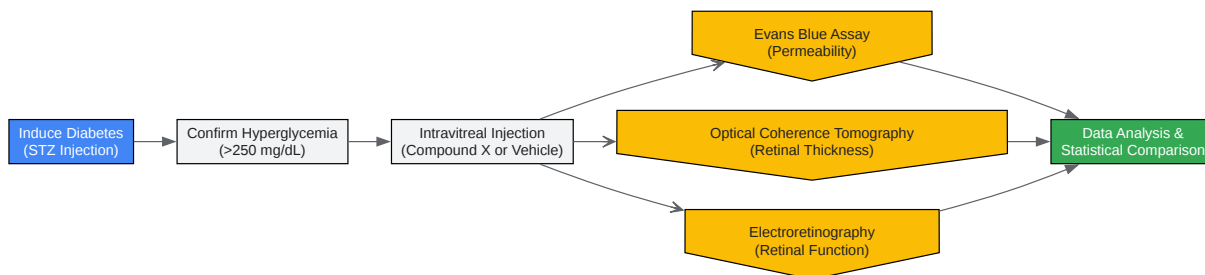 Induce Diabetes
(STZ Injection)
Confirm Hyperglycemia
(>250 mg/dL)
Intravitreal Injection
(Compound X or Vehicle)
Evans Blue Assay
(Permeability)
Optical Coherence Tomography
(Retinal Thickness)
Electroretinography
(Retinal Function)
Data Analysis &
Statistical Comparison